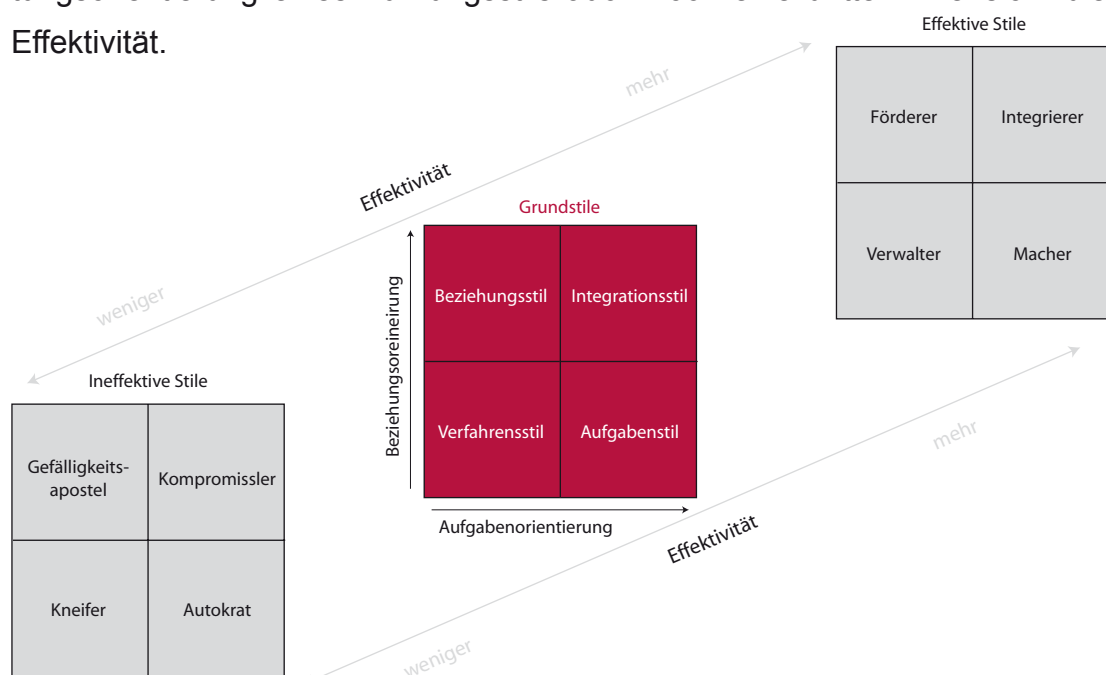 Effektivität.
Effektive Stile
mehr
Förderer
Integrierer
Effektivität
Verwalter
Macher
Grundstile
weniger
Beziehungsoreineirung
Beziehungsstil
Integrationsstil
Verfahrensstil
Aufgabenstil
Aufgabenorientierung
Ineffektive Stile
Gefälligkeits-
apostel
Kompromissler
Kneifer
Autokrat
mehr
Effektivität
weniger